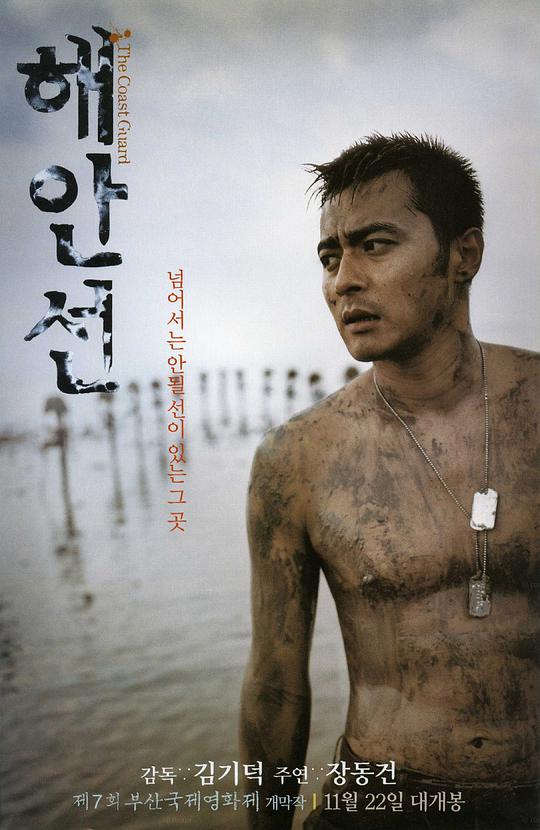 해안선
The Coast Guard
넘어서는 안될 선이 있는 그 곳
감독∵김기덕 주연∵장동건
제7회 부산국제영화제 개막작 | 11월 22일 대개봉